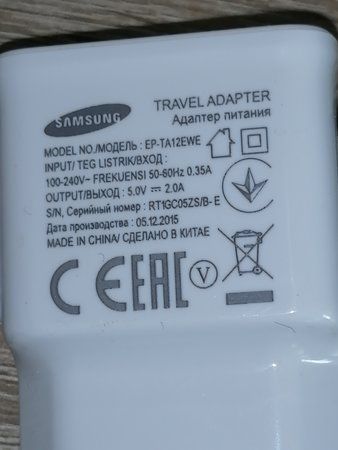 SAMSUNG
TRAVEL ADAPTER
Адаптер питания
MODEL NO./МОДЕЛЬ : EP-TA12EWE
INPUT/ TEG LISTRIK/ВХОД :
100-240V~ FREKUENSI 50-60Hz 0.35A
OUTPUT/ВЫХОД : 5.0V ⎓ 2.0A
S/N, Серийный номер : RT1GC05ZS/B- E
Дата производства : 05.12.2015
MADE IN CHINA/ СДЕЛАНО В КИТАЕ
CE EAC V